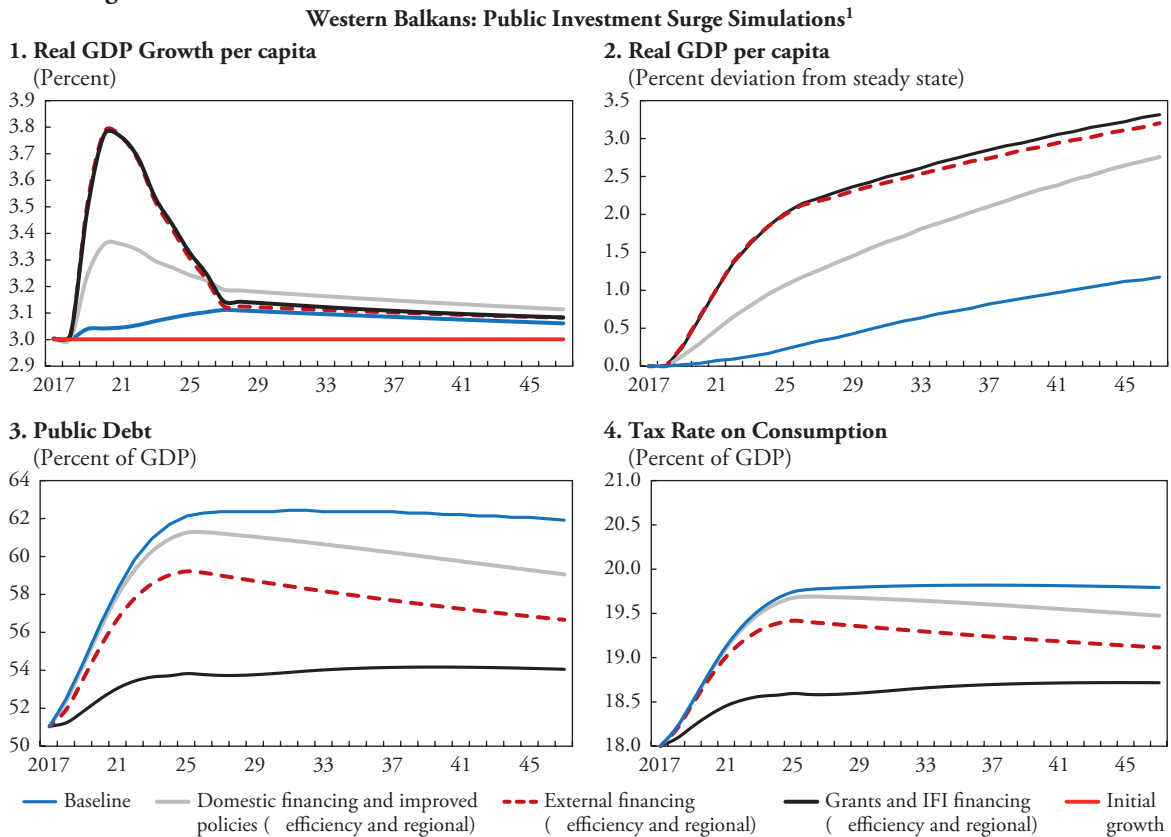 Western Balkans: Public Investment Surge Simulations1
1. Real GDP Growth per capita
(Percent)
3.9
3.8
3.7
3.6
3.5
3.4
3.3
3.2
3.1
3.0
2.9
2017 21 25 29 33 37 41 45
2. Real GDP per capita
(Percent deviation from steady state)
3.5
3.0
2.5
2.0
1.5
1.0
0.5
0.0
2017 21 25 29 33 37 41 45
3. Public Debt
(Percent of GDP)
64
62
60
58
56
54
52
50
2017 21 25 29 33 37 41 45
4. Tax Rate on Consumption
(Percent of GDP)
21.0
20.5
20.0
19.5
19.0
18.5
18.0
2017 21 25 29 33 37 41 45
Baseline
Domestic financing and improved
policies ( efficiency and regional)
External financing
( efficiency and regional)
Grants and IFI financing
( efficiency and regional)
Initial
growth